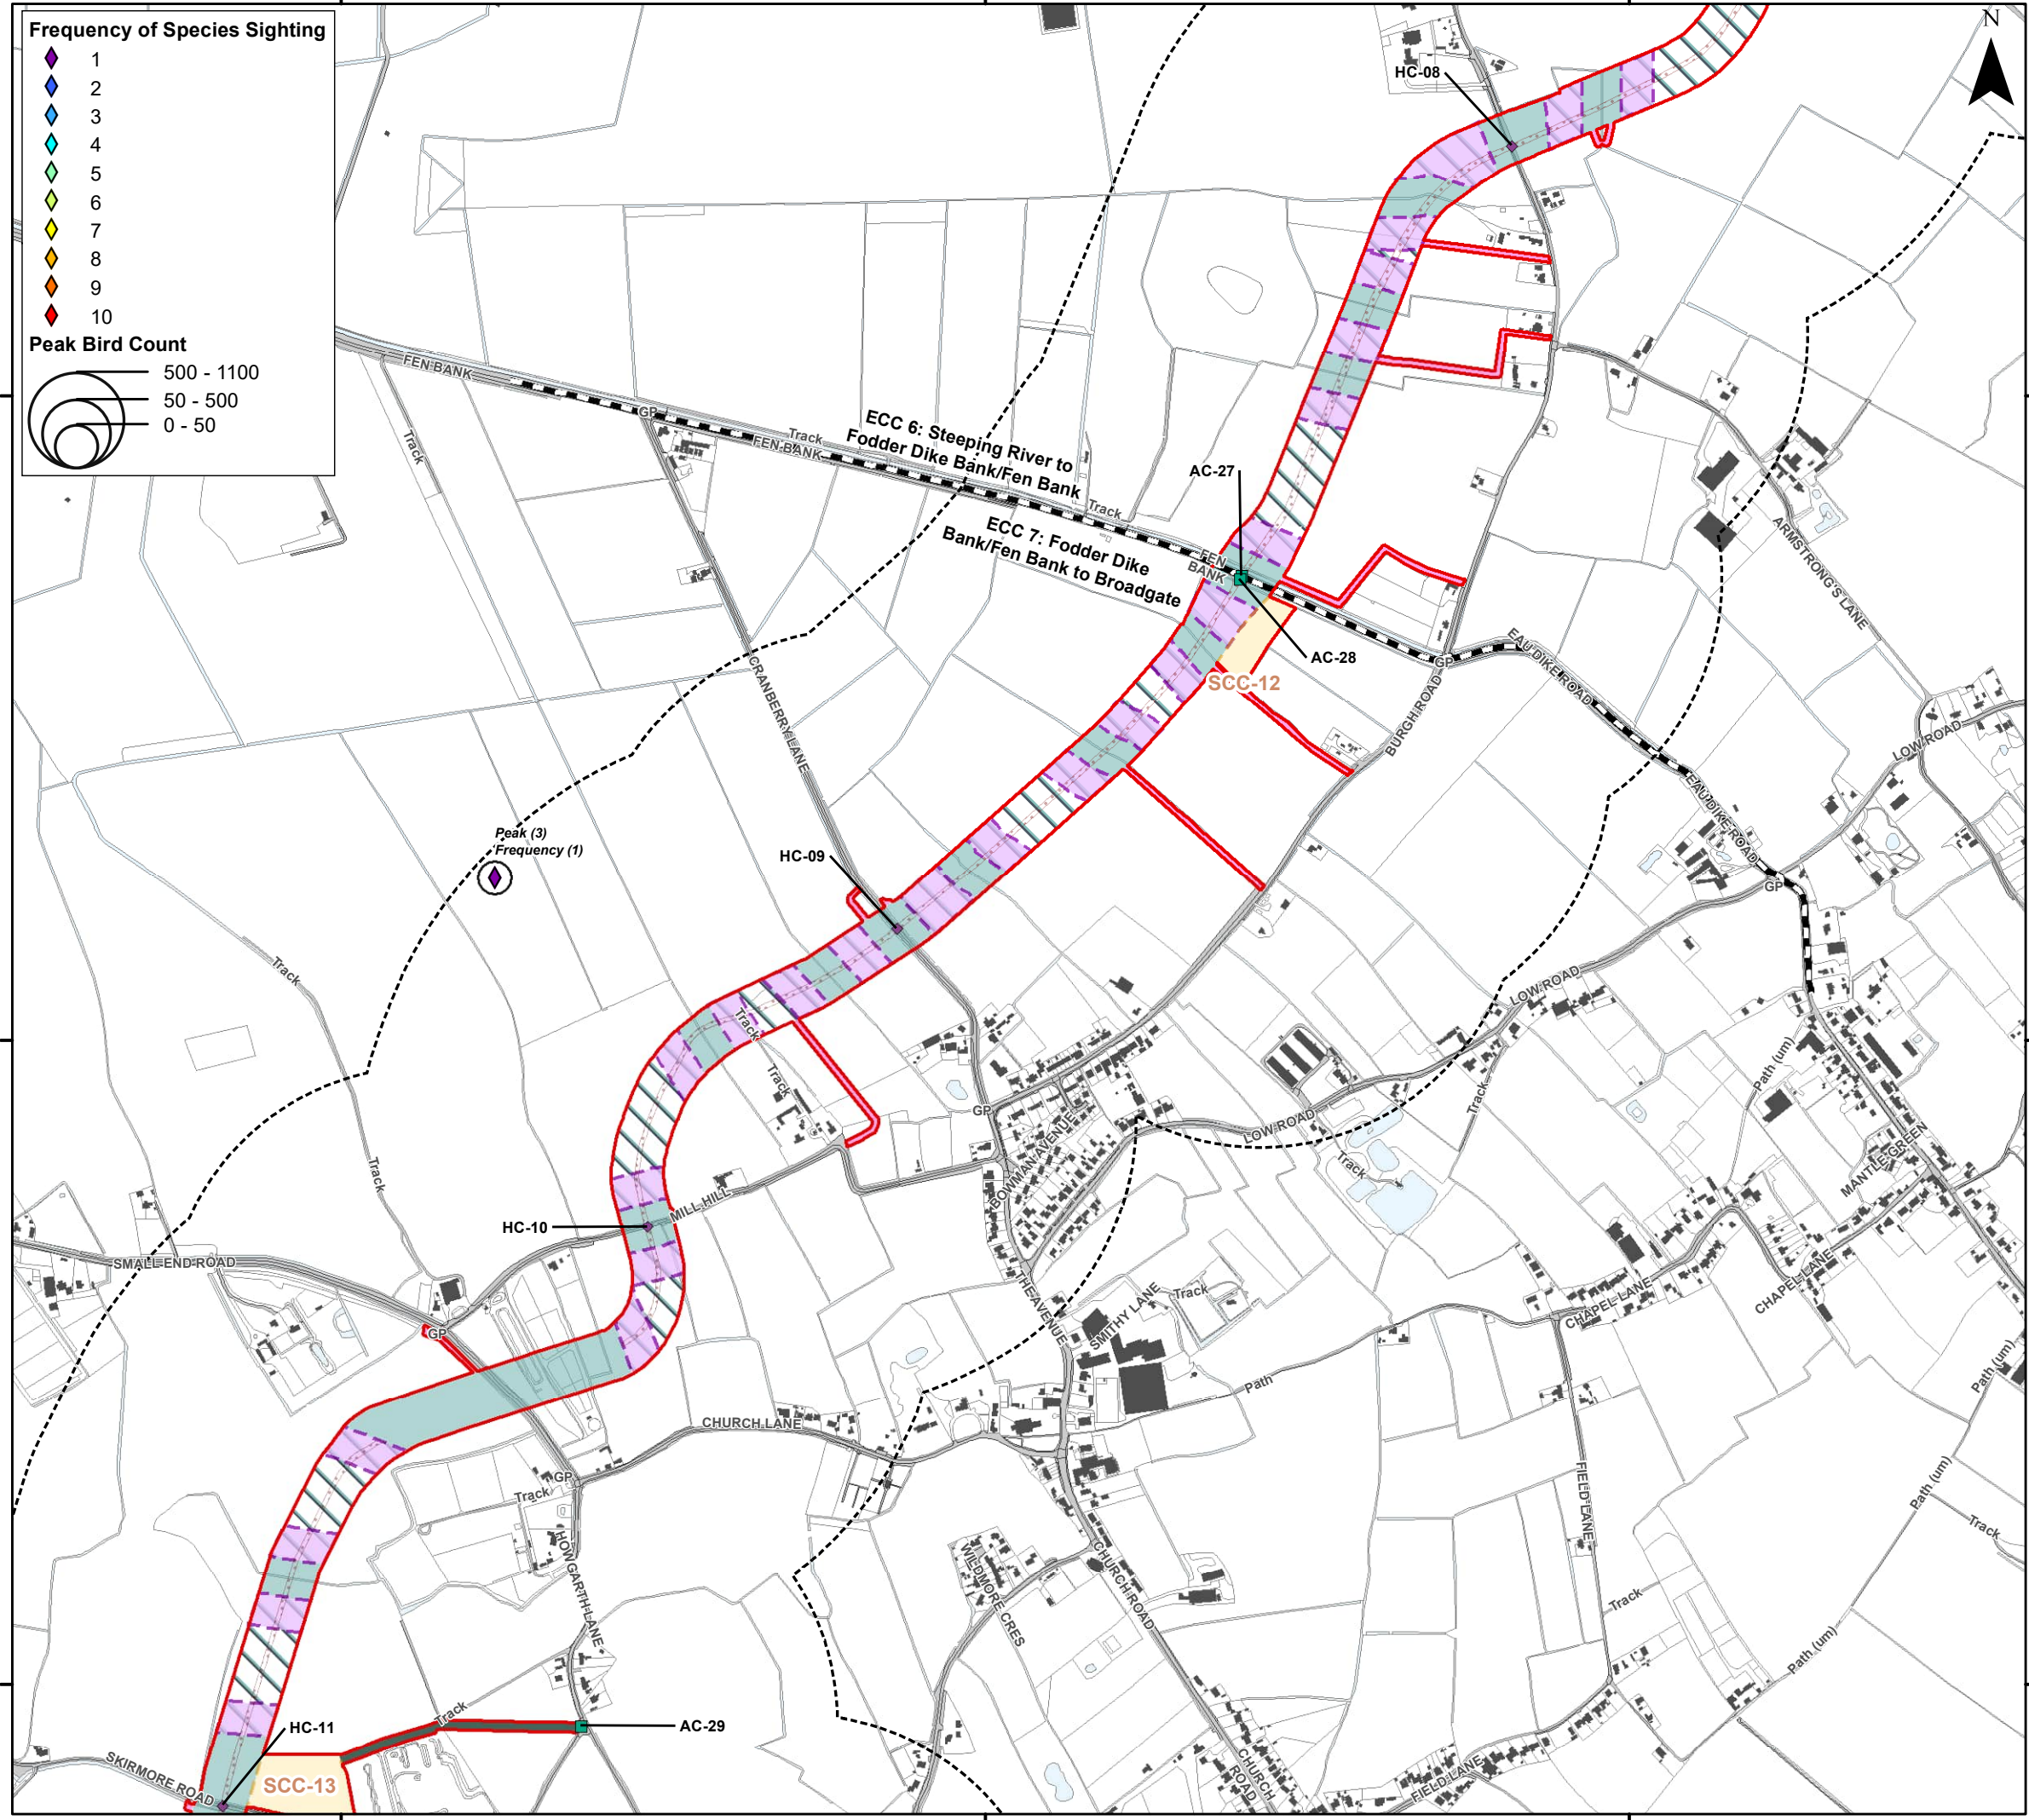 Frequency of Species Sighting
1
2
3
4
5
6
7
8
9
10
Peak Bird Count
500 - 1100
50 - 500
0 - 50
N
HC-08
FEN BANK
GP
Track
Track
FEN BANK
ECC 6: Steeping River to
Fodder Dike Bank/Fen Bank
Track
AC-27
ECC 7: Fodder Dike
Bank/Fen Bank to Broadgate
FEN
BANK
ARMSTRONG'S LANE
AC-28
SCC-12
GP
EAU DIKE ROAD
CRANBERRY LANE
BURGH ROAD
LOW ROAD
EAU DIKE ROAD
Peak (3)
Frequency (1)
HC-09
GP
Track
LOW ROAD
Track
Track
Path (um)
GP
BOWMAN AVENUE
LOW ROAD
Track
Track
MANTLE GREEN
Track
MILL HILL
HC-10
SMALL END ROAD
THE AVENUE
SMITHY LANE
Track
CHAPEL LANE
CHAPEL LANE
GP
Path
Path (um)
CHURCH LANE
GP
Track
FIELD LANE
Path (um)
Track
HOWGARTH LANE
WILDMORE CRES
CHURCH ROAD
Track
Path (um)
Track
HC-11
AC-29
SKIRMORE ROAD
SCC-13
CHURCH
ROAD
FIELD LANE